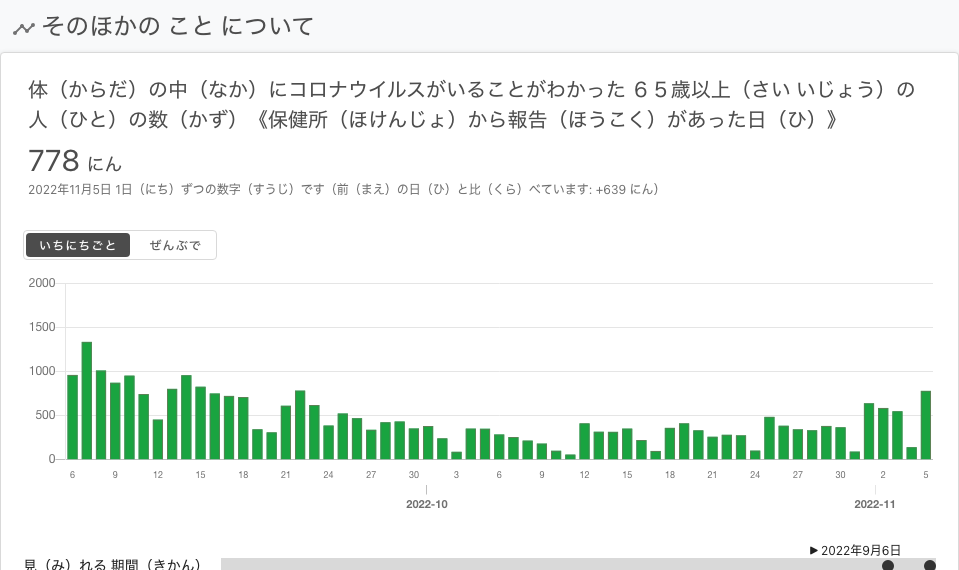 そのほかの こと について
体（からだ）の中（なか）にコロナウイルスがいることがわかった ６５歳以上（さい いじょう）の
人（ひと）の数（かず）《保健所（ほけんじょ）から報告（ほうこく）があった日（ひ）》
778 にん
2022年11月5日 1日（にち）ずつの数字（すうじ）です（前（まえ）の日（ひ）と比（くら）べています: +639 にん）
いちにちごと ぜんぶで
2000
1500
1000
500
0
6 9 12 15 18 21 24 27 30 3 6 9 12 15 18 21 24 27 30 2 5
2022-10 2022-11
▶ 2022年9月6日
見（み）れる 期間（きかん）